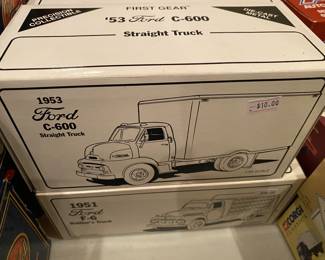 PRECISION
COLLECTIBLE
FIRST GEAR
'53 Ford C-600
Straight Truck
DIE-CAST
METAL
1953
Ford
C-600
Straight Truck
$10.00
1951
Ford
F-6
CORGI